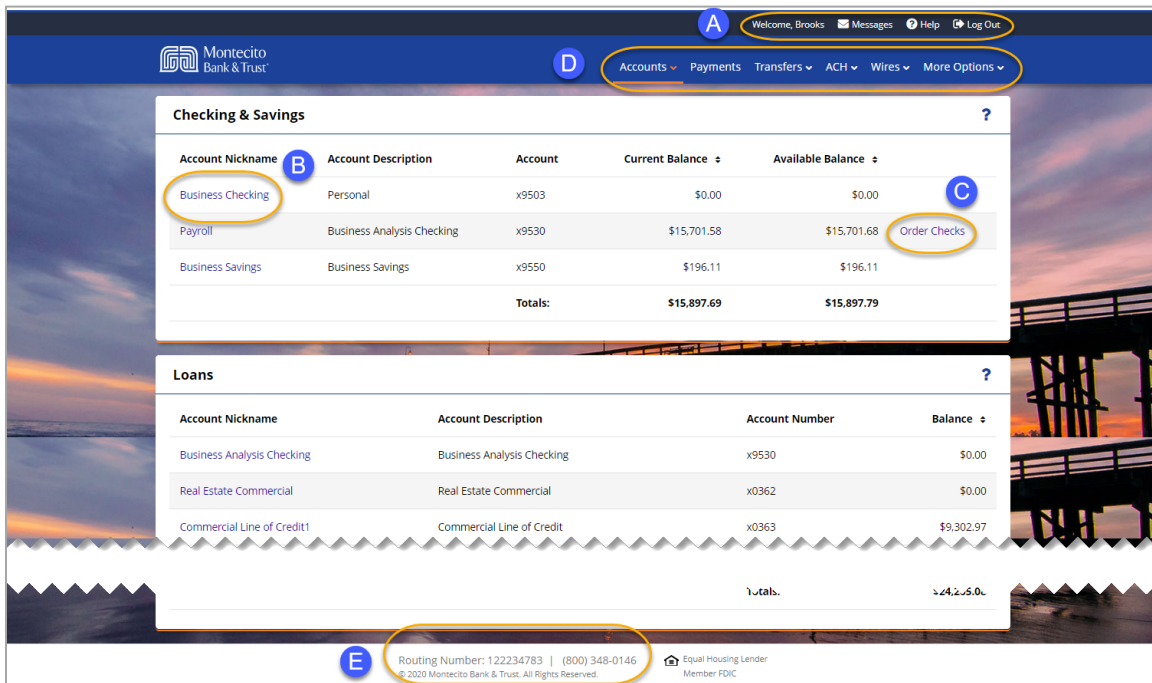 A Welcome, Brooks Messages Help Log Out
Montecito
Bank & Trust
D Accounts Payments Transfers ACH Wires More Options
Checking & Savings ?
Account Nickname Account Description Account Current Balance Available Balance
B
Business Checking Personal x9503 $0.00 $0.00
C
Payroll Business Analysis Checking x9530 $15,701.58 $15,701.68 Order Checks
Business Savings Business Savings x9550 $196.11 $196.11
Totals: $15,897.69 $15,897.79
Loans ?
Account Nickname Account Description Account Number Balance
Business Analysis Checking Business Analysis Checking x9530 $0.00
Real Estate Commercial Real Estate Commercial x0362 $0.00
Commercial Line of Credit1 Commercial Line of Credit x0363 $9,302.97
Totals:
E Routing Number: 122234783 | (800) 348-0146 Equal Housing Lender
© 2020 Montecito Bank & Trust. All Rights Reserved. Member FDIC